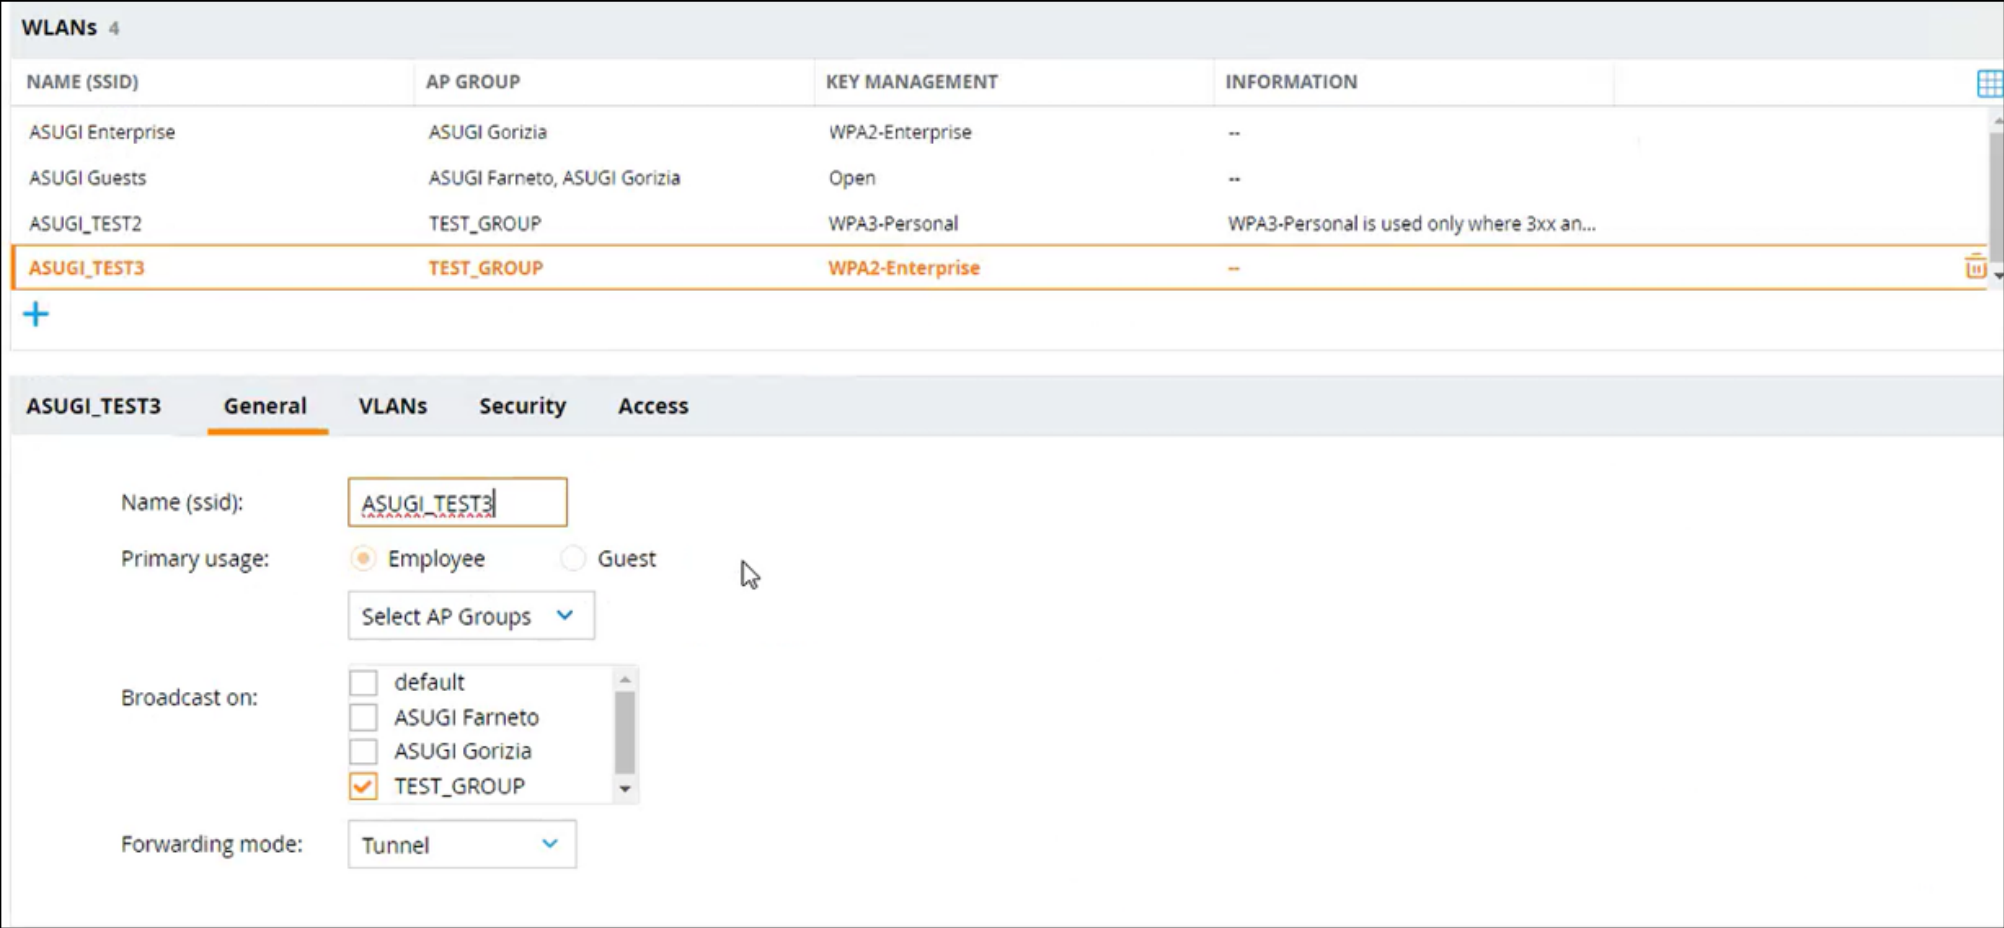 WLANs 4
NAME (SSID) AP GROUP KEY MANAGEMENT INFORMATION
ASUGI Enterprise ASUGI Gorizia WPA2-Enterprise --
ASUGI Guests ASUGI Farneto, ASUGI Gorizia Open --
ASUGI_TEST2 TEST_GROUP WPA3-Personal WPA3-Personal is used only where 3xx an...
ASUGI_TEST3 TEST_GROUP WPA2-Enterprise --
+
ASUGI_TEST3 General VLANs Security Access
Name (ssid): ASUGI_TEST3
Primary usage: Employee Guest
Select AP Groups
Broadcast on:
default
ASUGI Farneto
ASUGI Gorizia
TEST_GROUP
Forwarding mode: Tunnel